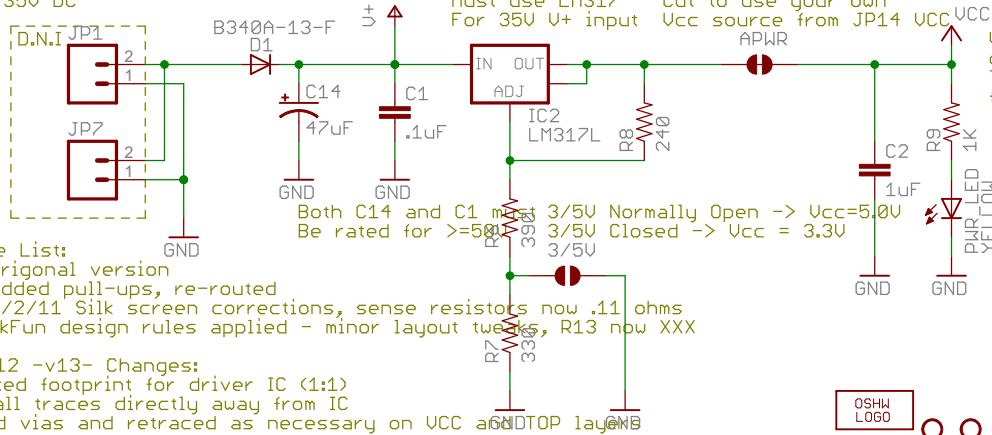 35V DC
Must use LM317
Cut to use your own
For 35V V+ input
Vcc source from JP14 VCC
VCC
D.N.I
JP1
2
1
JP7
2
1
GND
B340A-13-F
D1
C14
47uF
GND
V+
C1
.1uF
GND
IN
OUT
ADJ
IC2
LM317L
R8
240
APWR
C2
1uF
GND
R9
1K
PWR_LED
YELLOW
GND
Both C14 and C1 must
Be rated for >=50V
390
3/5V Normally Open -> Vcc=5.0V
3/5V Closed -> Vcc = 3.3V
3/5V
R7
330
GND
GND
e List:
rigonal version
dded pull-ups, re-routed
/2/11 Silk screen corrections, sense resistors now .11 ohms
kFun design rules applied - minor layout tweaks, R13 now XXX
12 -v13- Changes:
ted footprint for driver IC (1:1)
all traces directly away from IC
d vias and retraced as necessary on VCC and TOP layers
OSHW
LOGO